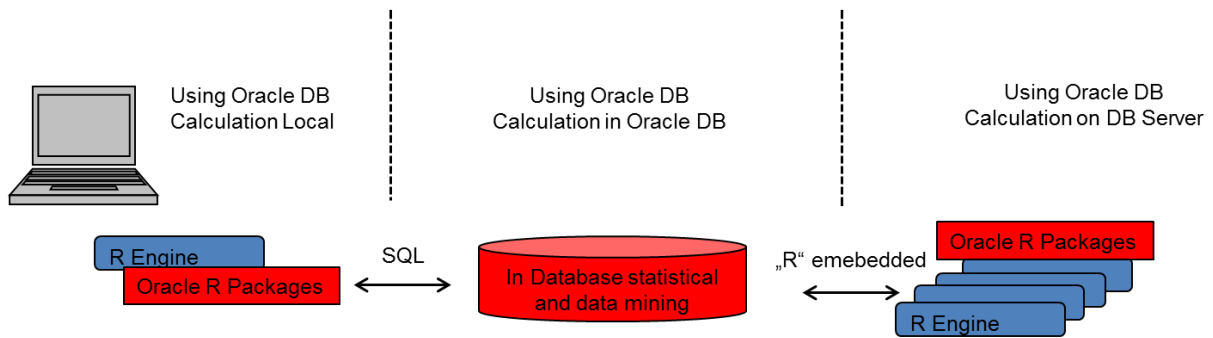 Using Oracle DB
Calculation Local
Using Oracle DB
Calculation in Oracle DB
Using Oracle DB
Calculation on DB Server
R Engine
Oracle R Packages
SQL
In Database statistical
and data mining
„R“ emebedded
Oracle R Packages
R Engine